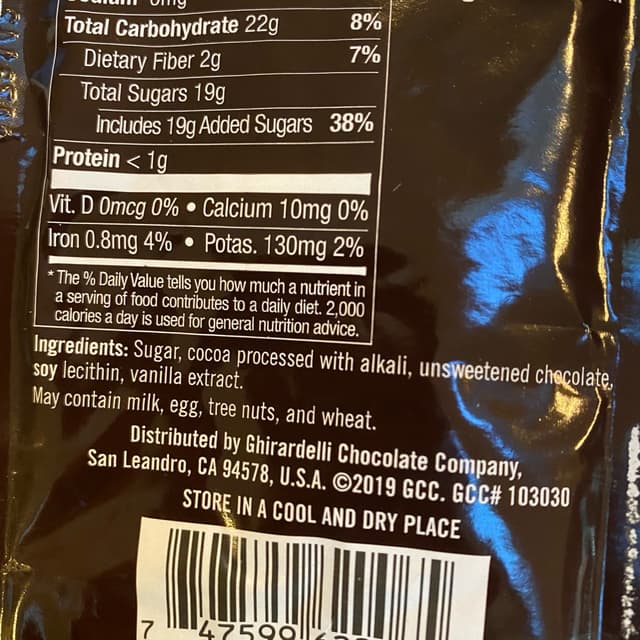 Total Carbohydrate 22g 8%
Dietary Fiber 2g 7%
Total Sugars 19g
Includes 19g Added Sugars 38%
Protein < 1g
Vit. D 0mcg 0% • Calcium 10mg 0%
Iron 0.8mg 4% • Potas. 130mg 2%
* The % Daily Value tells you how much a nutrient in
a serving of food contributes to a daily diet. 2,000
calories a day is used for general nutrition advice.
Ingredients: Sugar, cocoa processed with alkali, unsweetened chocolate,
soy lecithin, vanilla extract.
May contain milk, egg, tree nuts, and wheat.
Distributed by Ghirardelli Chocolate Company,
San Leandro, CA 94578, U.S.A. ©2019 GCC. GCC# 103030
STORE IN A COOL AND DRY PLACE
7 47599